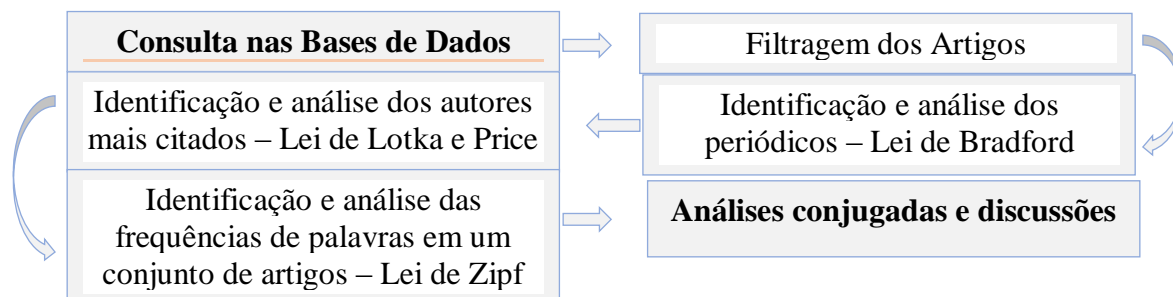 Consulta nas Bases de Dados
Filtragem dos Artigos
Identificação e análise dos
periódicos – Lei de Bradford
Identificação e análise dos autores
mais citados – Lei de Lotka e Price
Identificação e análise das
frequências de palavras em um
conjunto de artigos – Lei de Zipf
Análises conjugadas e discussões